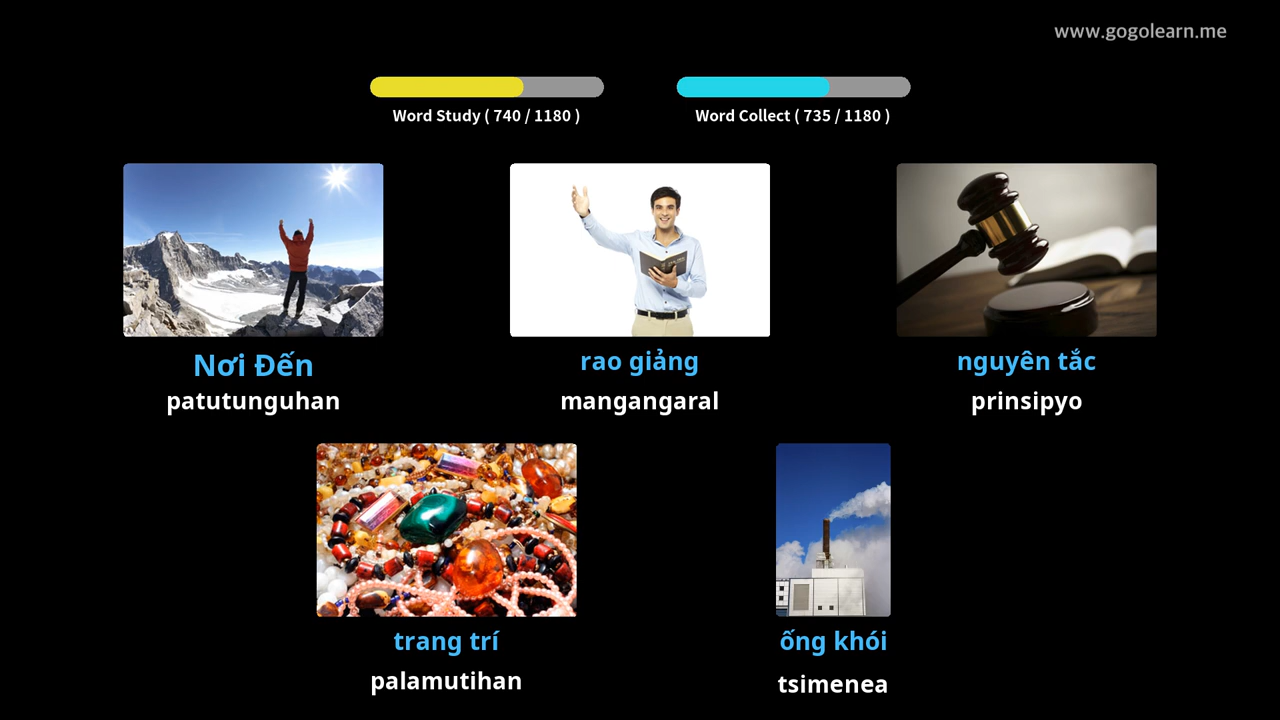 www.gogolearn.me
Word Study ( 740 / 1180 )
Word Collect ( 735 / 1180 )
Nơi Đến
patutunguhan
rao giảng
mangangaral
nguyên tắc
prinsipyo
trang trí
palamutihan
ống khói
tsimenea